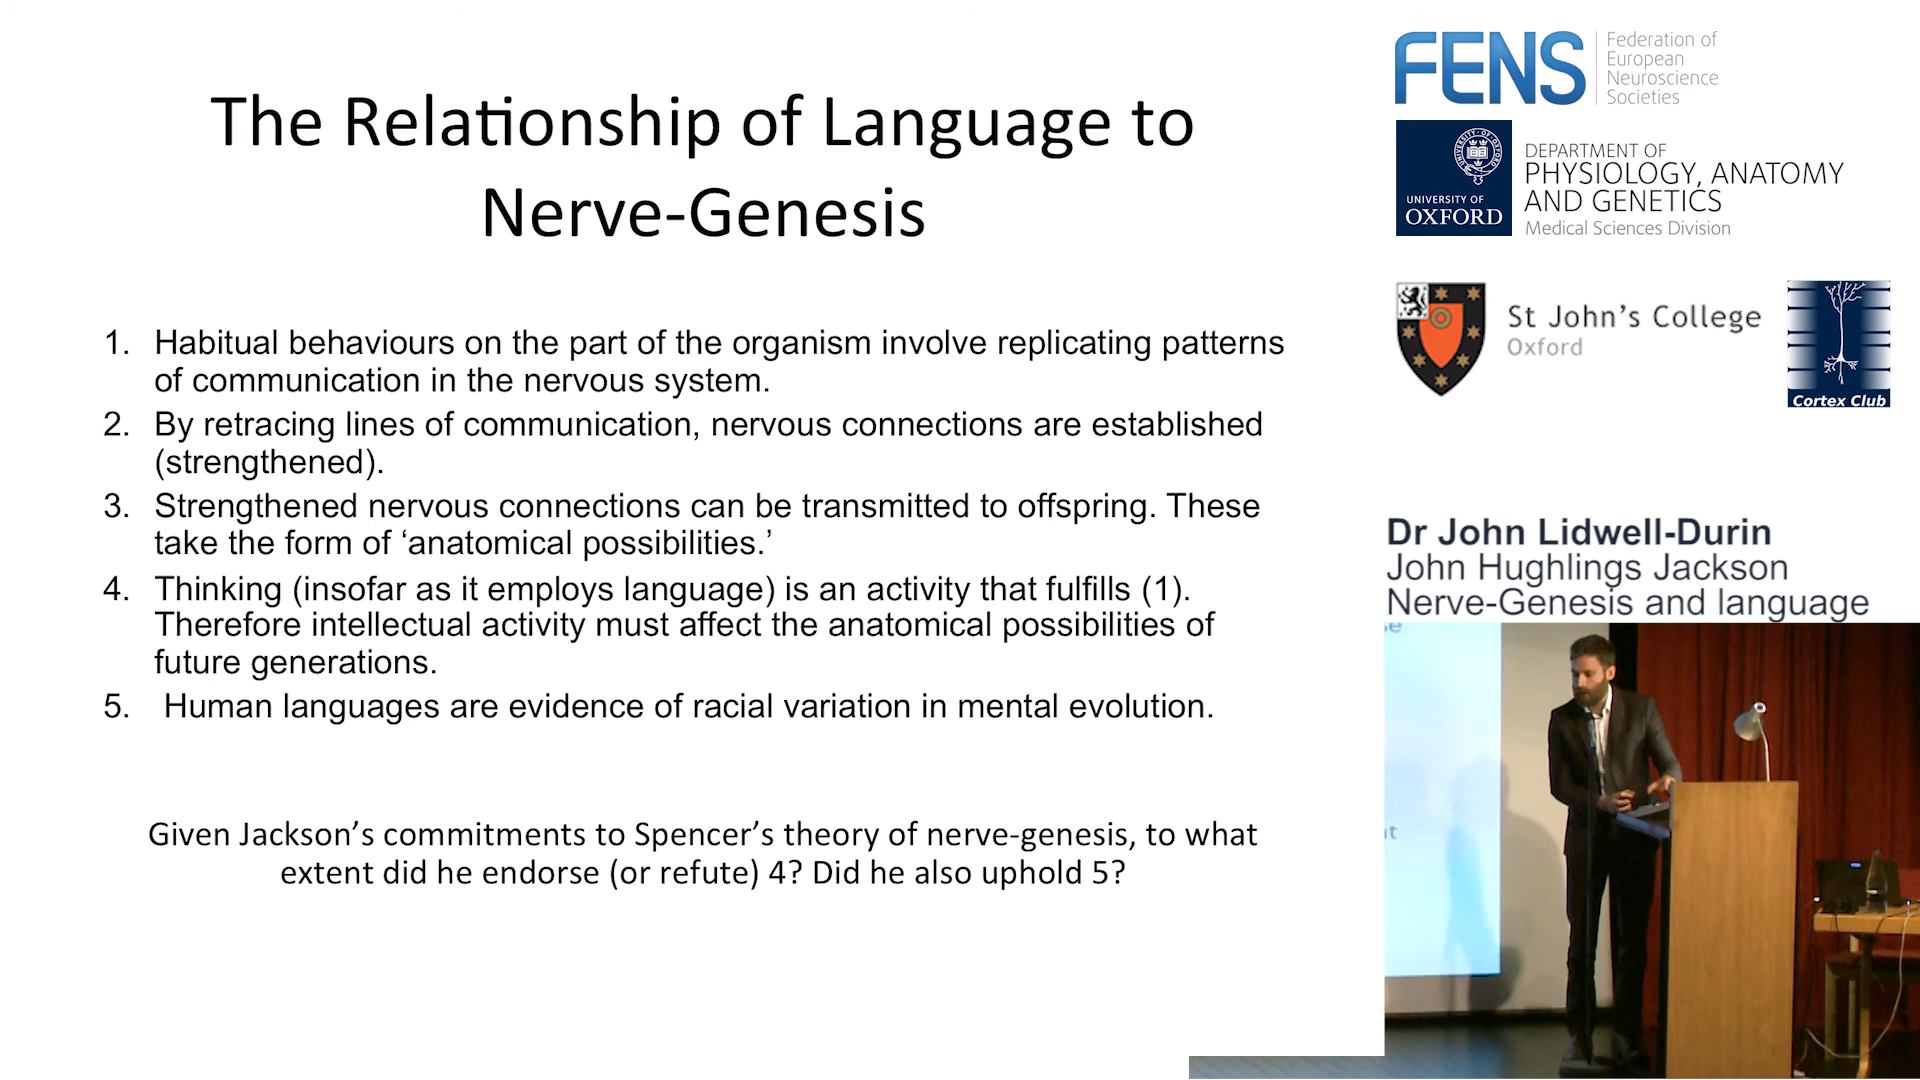 The Relationship of Language to
Nerve-Genesis
1. Habitual behaviours on the part of the organism involve replicating patterns
of communication in the nervous system.
2. By retracing lines of communication, nervous connections are established
(strengthened).
3. Strengthened nervous connections can be transmitted to offspring. These
take the form of ‘anatomical possibilities.’
4. Thinking (insofar as it employs language) is an activity that fulfills (1).
Therefore intellectual activity must affect the anatomical possibilities of
future generations.
5. Human languages are evidence of racial variation in mental evolution.
Given Jackson’s commitments to Spencer’s theory of nerve-genesis, to what
extent did he endorse (or refute) 4? Did he also uphold 5?
FENS
Federation of
European
Neuroscience
Societies
UNIVERSITY OF
OXFORD
DEPARTMENT OF
PHYSIOLOGY, ANATOMY
AND GENETICS
Medical Sciences Division
St John’s College
Oxford
Cortex Club
Dr John Lidwell-Durin
John Hughlings Jackson
Nerve-Genesis and language